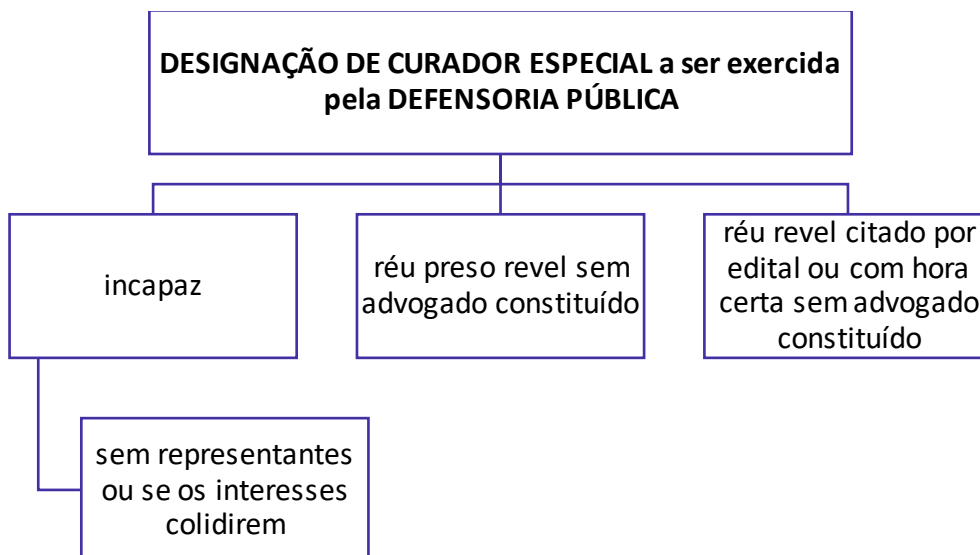 DESIGNAÇÃO DE CURADOR ESPECIAL a ser exercida
pela DEFENSORIA PÚBLICA
incapaz
sem representantes
ou se os interesses
colidirem
réu preso revel sem
advogado constituído
réu revel citado por
edital ou com hora
certa sem advogado
constituído